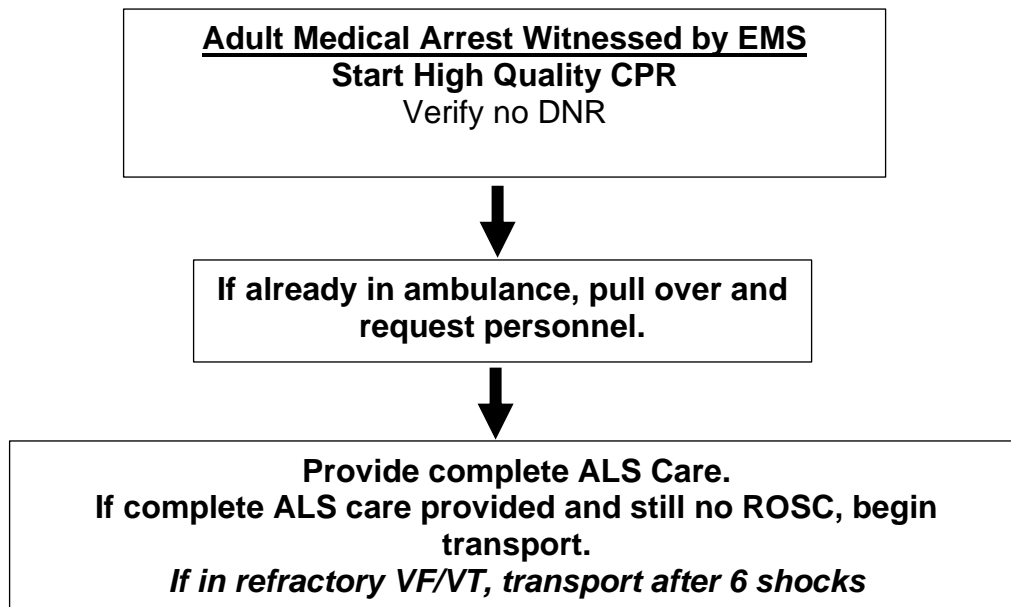 Adult Medical Arrest Witnessed by EMS
Start High Quality CPR
Verify no DNR
If already in ambulance, pull over and
request personnel.
Provide complete ALS Care.
If complete ALS care provided and still no ROSC, begin
transport.
If in refractory VF/VT, transport after 6 shocks